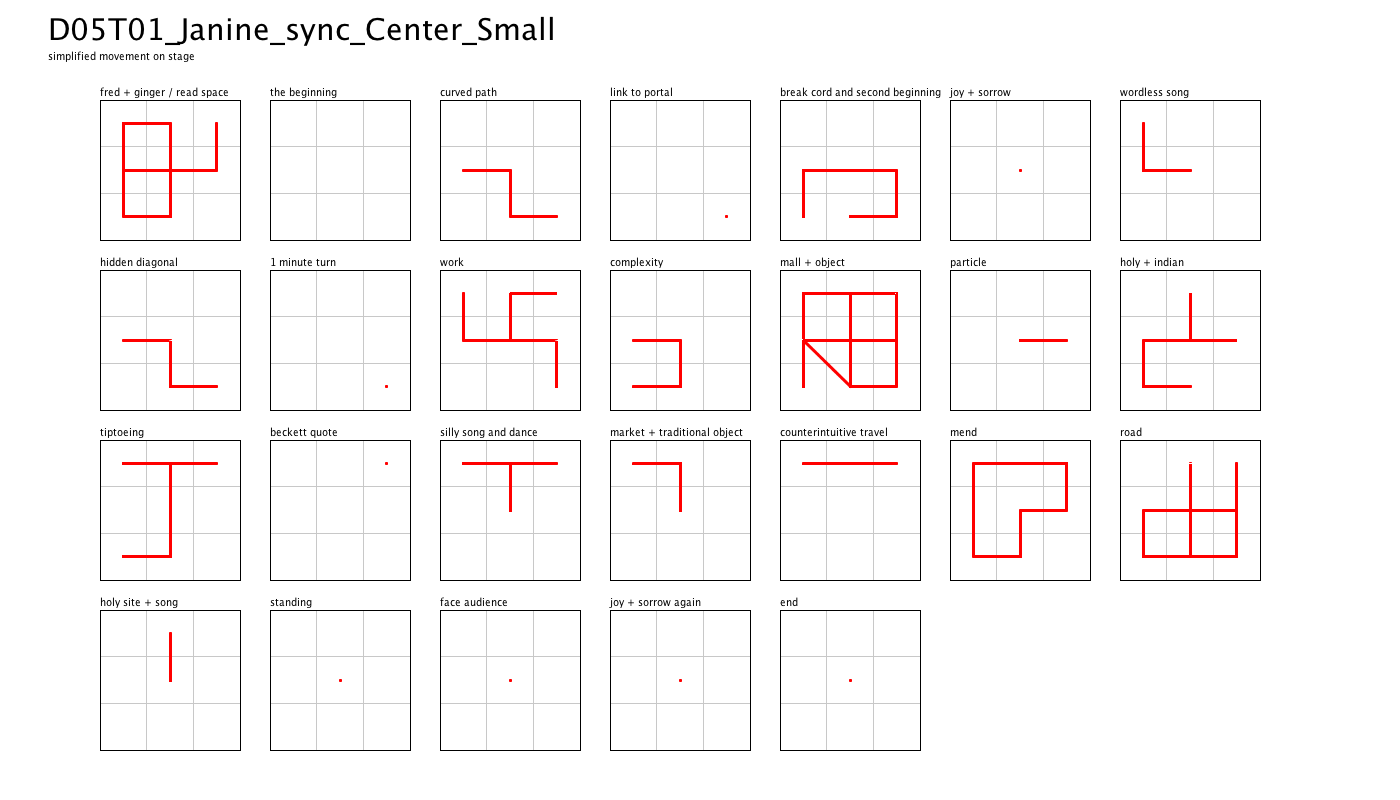 D05T01_Janine_sync_Center_Small
simplified movement on stage
fred + ginger / read space
the beginning
curved path
link to portal
break cord and second beginning
joy + sorrow
wordless song
hidden diagonal
1 minute turn
work
complexity
mall + object
particle
holy + indian
tiptoeing
beckett quote
silly song and dance
market + traditional object
counterintuitive travel
mend
road
holy site + song
standing
face audience
joy + sorrow again
end